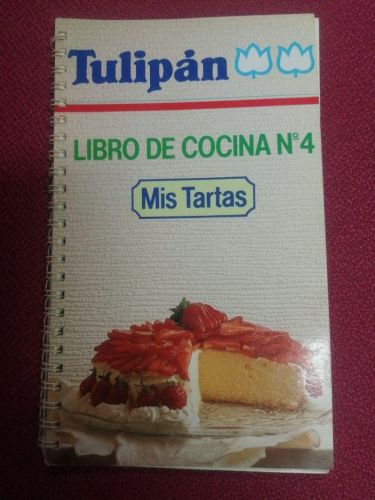 Tulipán
LIBRO DE COCINA Nº4
Mis Tartas